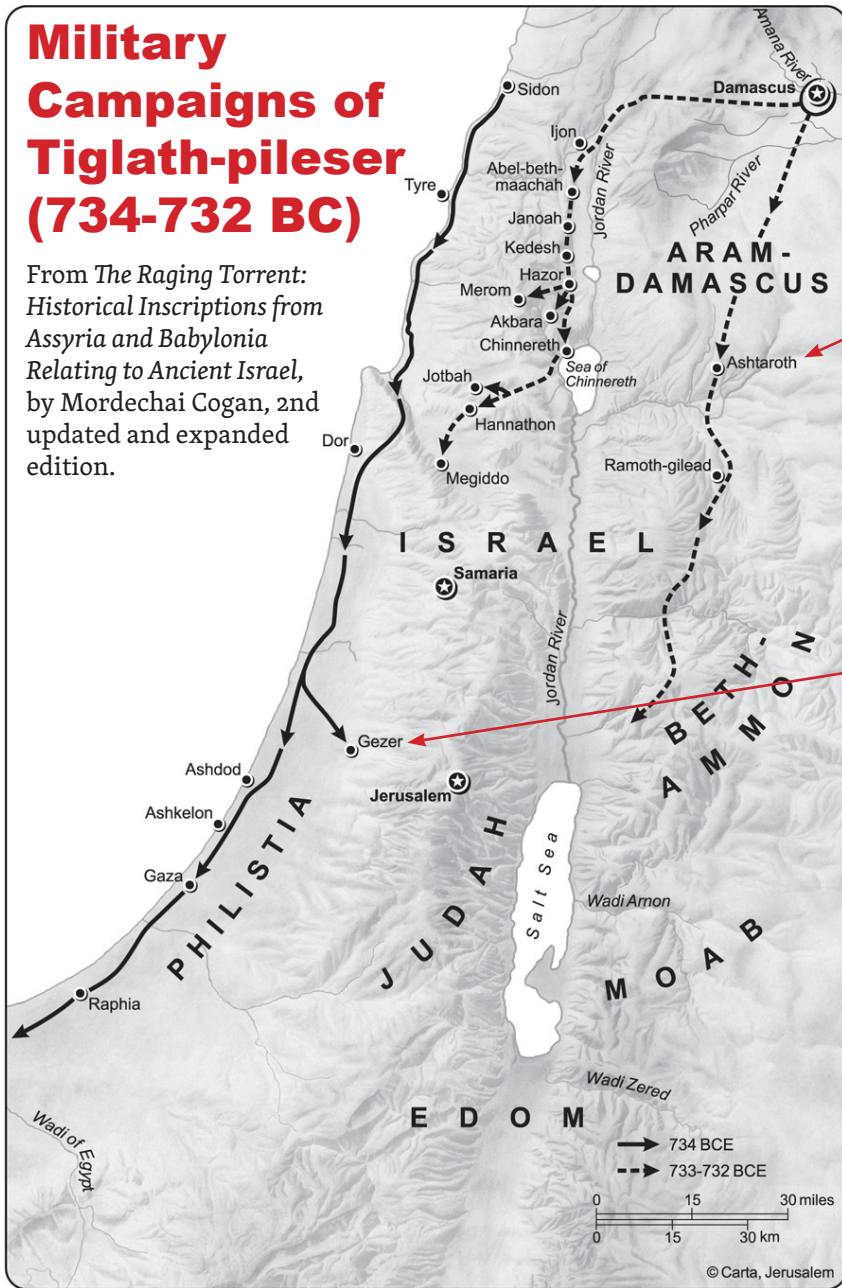 Military
Campaigns of
Tiglath-pileser
(734-732 BC)
From The Raging Torrent:
Historical Inscriptions from
Assyria and Babylonia
Relating to Ancient Israel,
by Mordechai Cogan, 2nd
updated and expanded
edition.
Amana River
Damascus
Sidon
Ijon
Jordan River
Pharpar River
Abel-beth-
maachah
Tyre
Janoah
Kedesh
ARAM-
DAMASCUS
Hazor
Merom
Akbara
Chinnereth
Sea of
Chinnereth
Ashtaroth
Jotbah
Hannathon
Dor
Megiddo
Ramoth-gilead
ISRAEL
Samaria
Jordan River
BETH-
AMMON
Gezer
Ashdod
Jerusalem
Ashkelon
PHILISTIA
JUDAH
Salt Sea
Gaza
Wadi Arnon
MOAB
Raphia
Wadi Zered
EDOM
Wadi of Egypt
734 BCE
733-732 BCE
0 15 30 miles
0 15 30 km
© Carta, Jerusalem